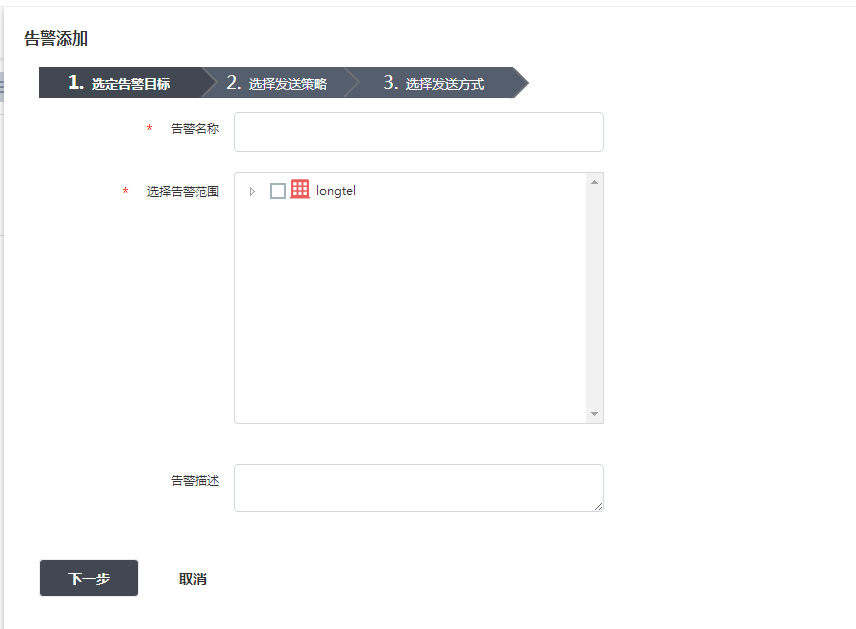 告警添加
1. 选定告警目标 2. 选择发送策略 3. 选择发送方式
* 告警名称
* 选择告警范围 longtel
告警描述
下一步 取消